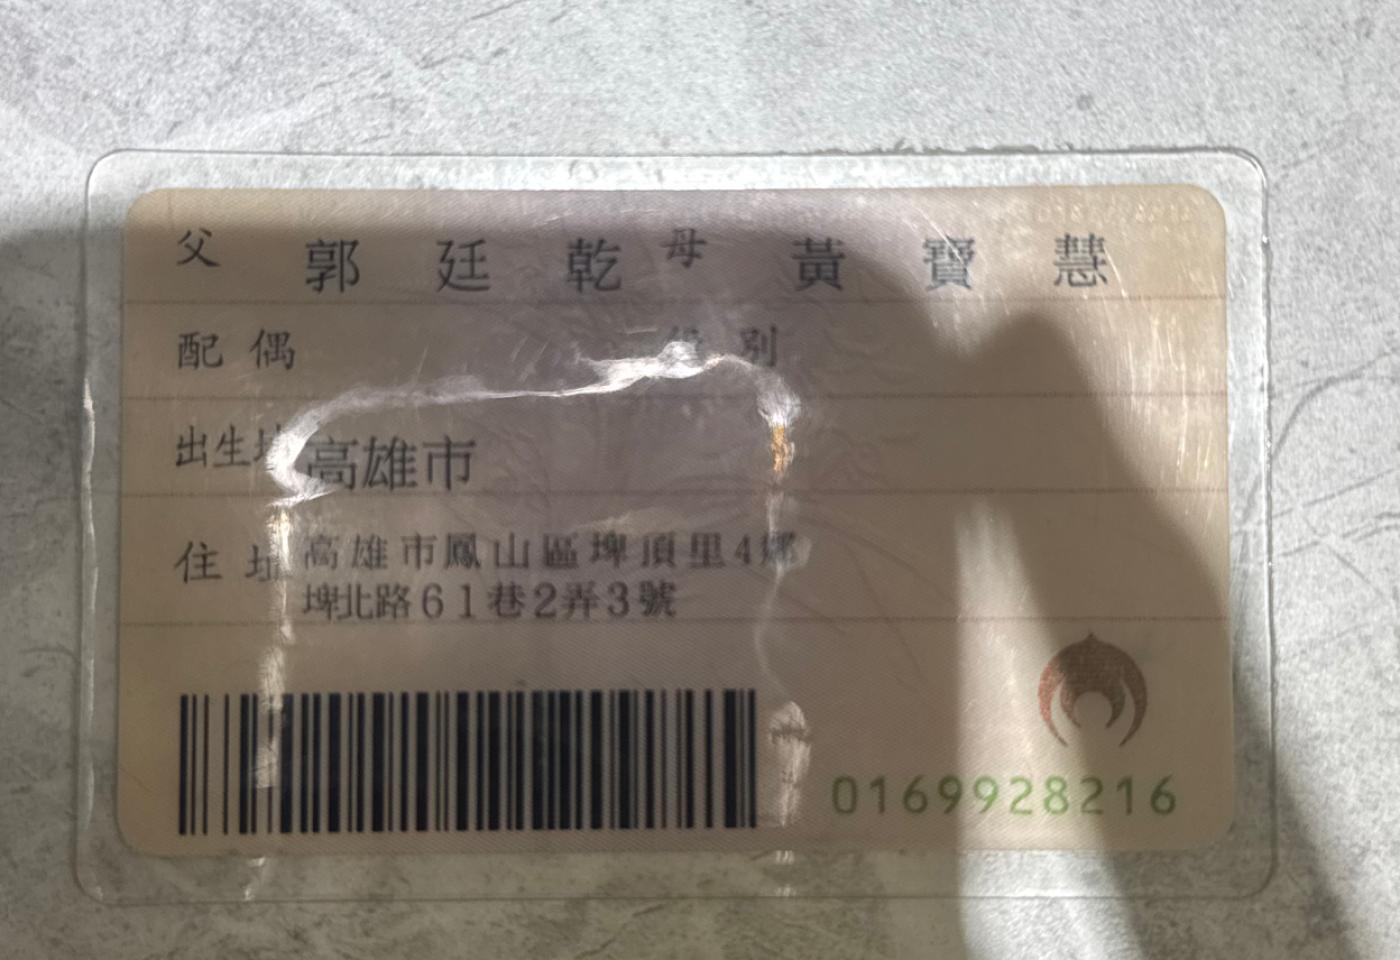 父 郭廷乾 母 黃寶慧
配偶 役別
出生地 高雄市
住址 高雄市鳳山區埤頂里4鄰
埤北路61巷2弄3號
0169928216